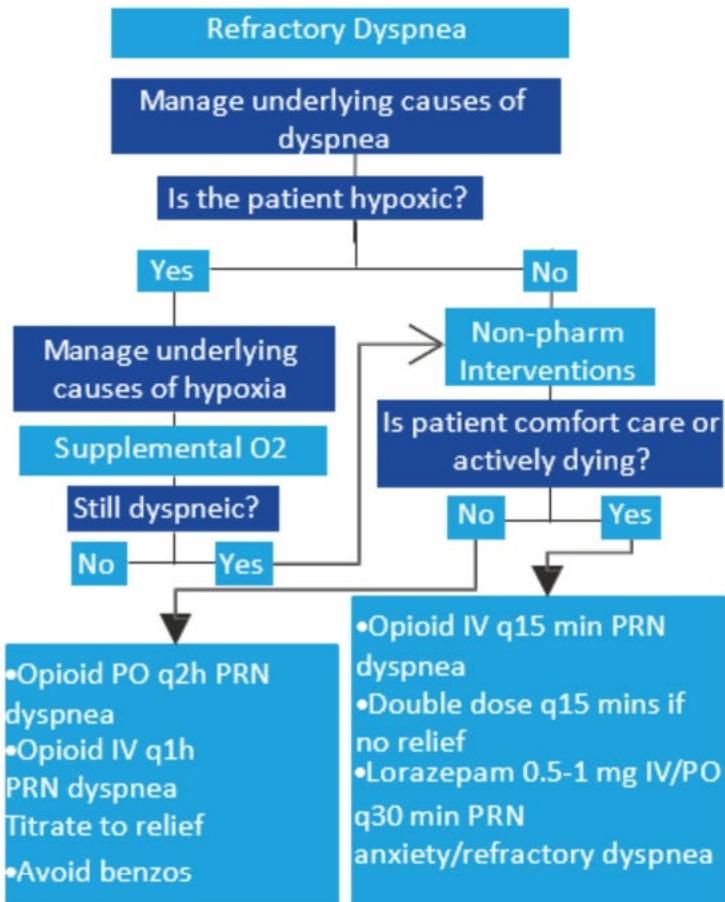 Refractory Dyspnea
Manage underlying causes of
dyspnea
Is the patient hypoxic?
Yes
No
Manage underlying
causes of hypoxia
Supplemental O2
Still dyspneic?
No
Yes
Non-pharm
Interventions
Is patient comfort care or
actively dying?
No
Yes
•Opioid PO q2h PRN
dyspnea
•Opioid IV q1h
PRN dyspnea
Titrate to relief
•Avoid benzos
•Opioid IV q15 min PRN
dyspnea
•Double dose q15 mins if
no relief
•Lorazepam 0.5-1 mg IV/PO
q30 min PRN
anxiety/refractory dyspnea